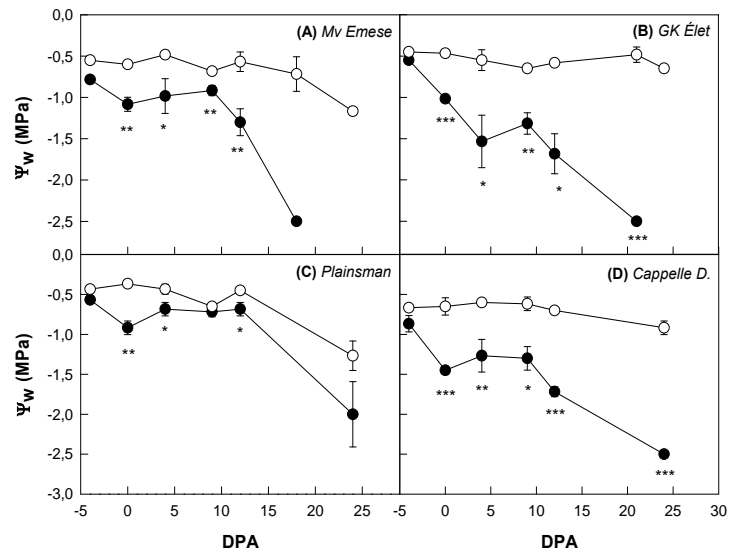 0,0
-0,5
-1,0
-1,5
-2,0
-2,5
0,0
-0,5
-1,0
-1,5
-2,0
-2,5
-3,0
Ψw (MPa)
Ψw (MPa)
(A) Mv Emese
** * ** **
(B) GK Élet
*** * ** * ***
(C) Plainsman
** * *
(D) Cappelle D.
*** ** * *** ***
-5 0 5 10 15 20 25
-5 0 5 10 15 20 25 30
DPA DPA